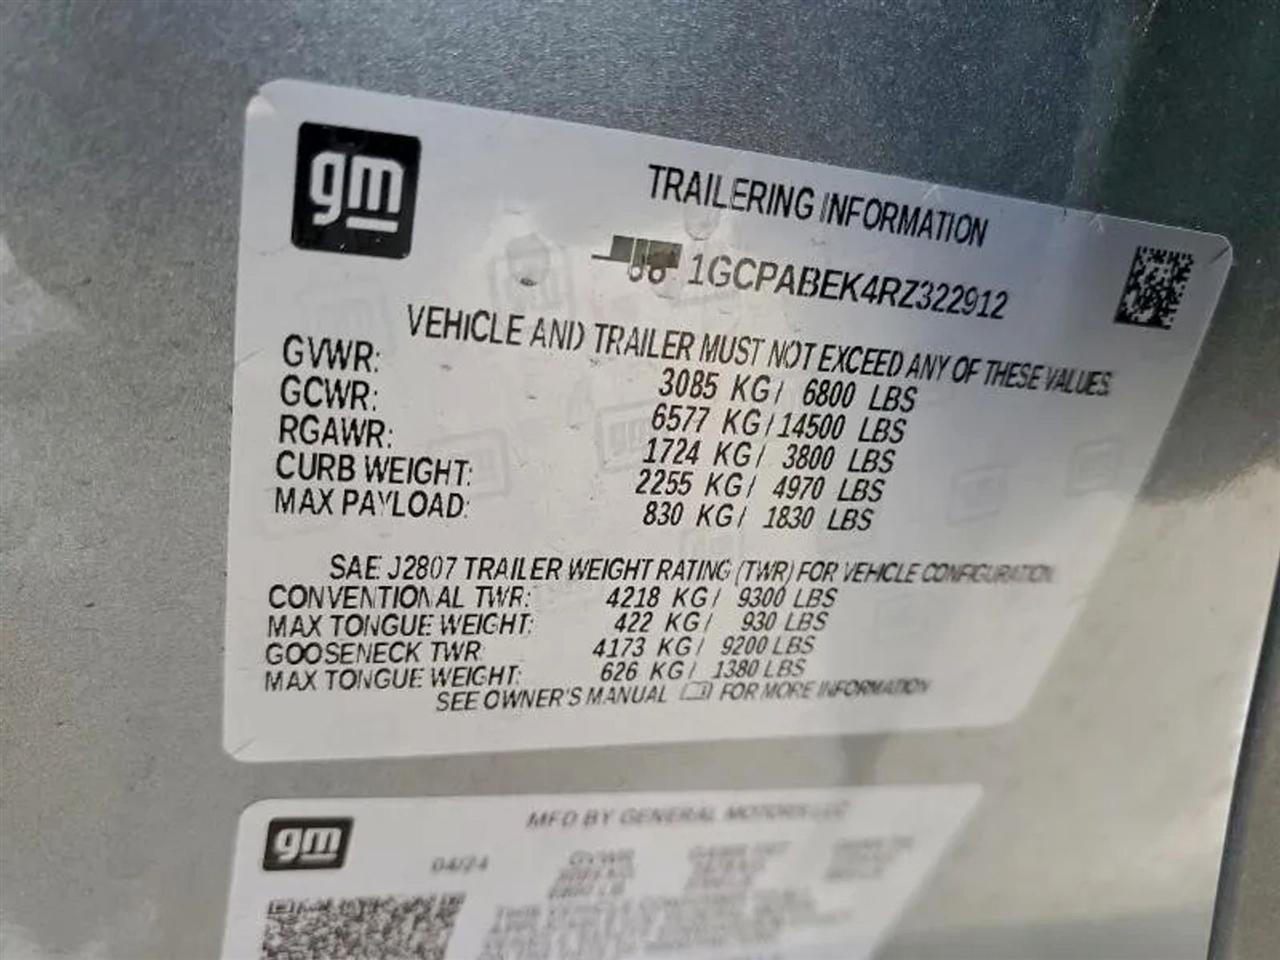 gm
TRAILERING INFORMATION
1GCPABEK4RZ322912
VEHICLE AND TRAILER MUST NOT EXCEED ANY OF THESE VALUES.
GVWR: 3085 KG / 6800 LBS
GCWR: 6577 KG / 14500 LBS
RGAWR: 1724 KG / 3800 LBS
CURB WEIGHT: 2255 KG / 4970 LBS
MAX PAYLOAD: 830 KG / 1830 LBS
SAE J2807 TRAILER WEIGHT RATING (TWR) FOR VEHICLE CONFIGURATION
CONVENTIONAL TWR: 4218 KG / 9300 LBS
MAX TONGUE WEIGHT: 422 KG / 930 LBS
GOOSENECK TWR: 4173 KG / 9200 LBS
MAX TONGUE WEIGHT: 626 KG / 1380 LBS
SEE OWNER'S MANUAL FOR MORE INFORMATION
gm
MFD BY GENERAL MOTORS LLC
04/24 GVWR